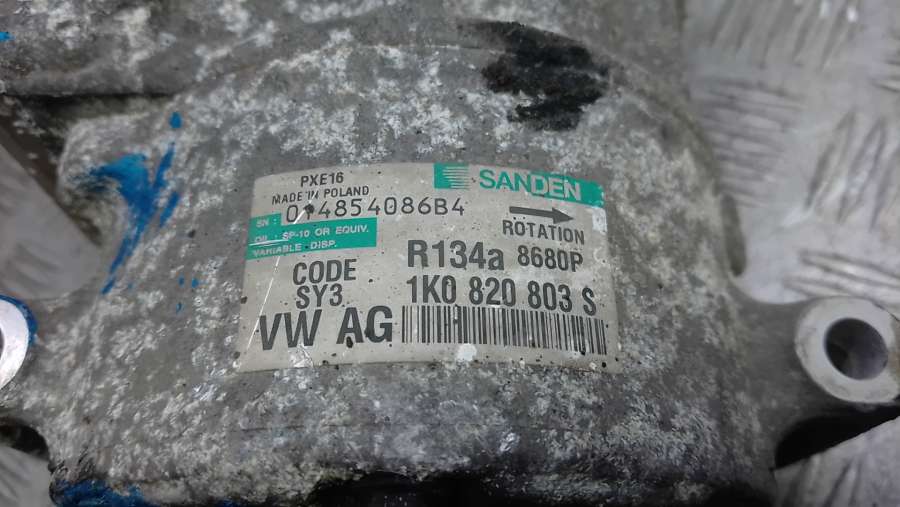 PXE16
MADE IN POLAND
SANDEN
SN : 014854086B4
OIL : SP-10 OR EQUIV.
VARIABLE DISP.
ROTATION
R134a 8680P
CODE
SY3
1K0 820 803 S
VW AG